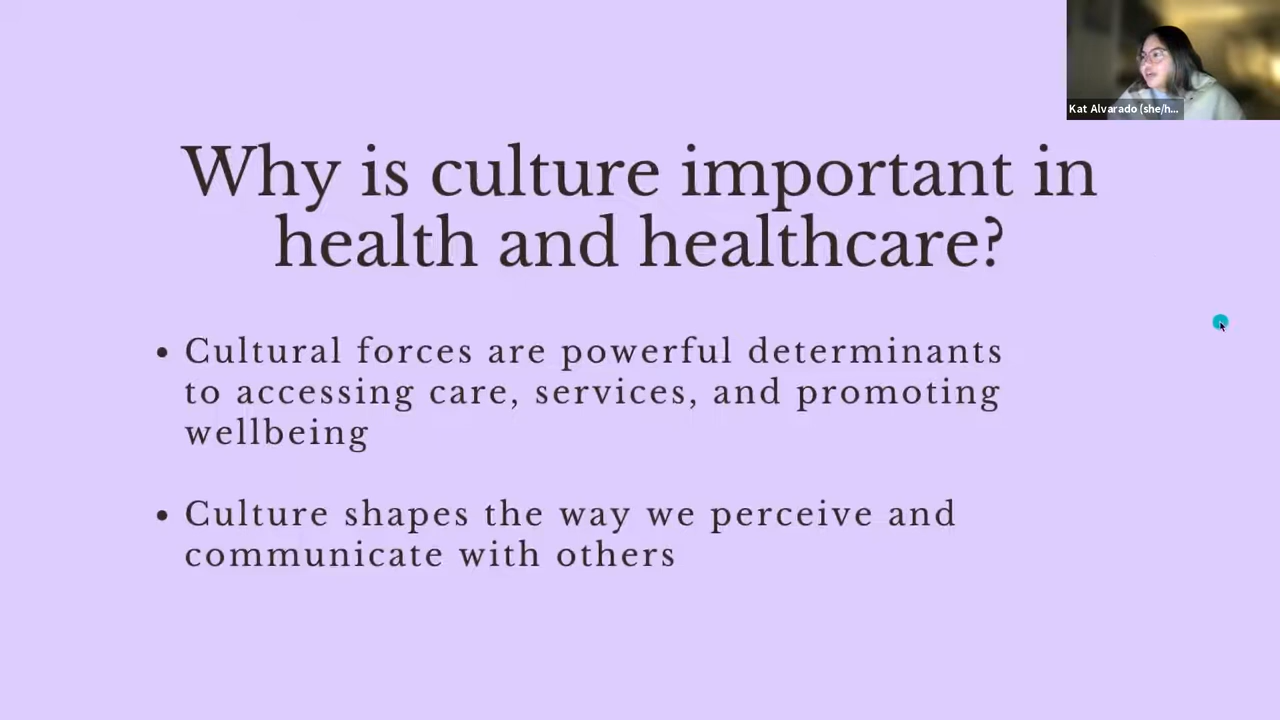 Kat Alvarado (she/h...
Why is culture important in
health and healthcare?
• Cultural forces are powerful determinants
to accessing care, services, and promoting
wellbeing
• Culture shapes the way we perceive and
communicate with others